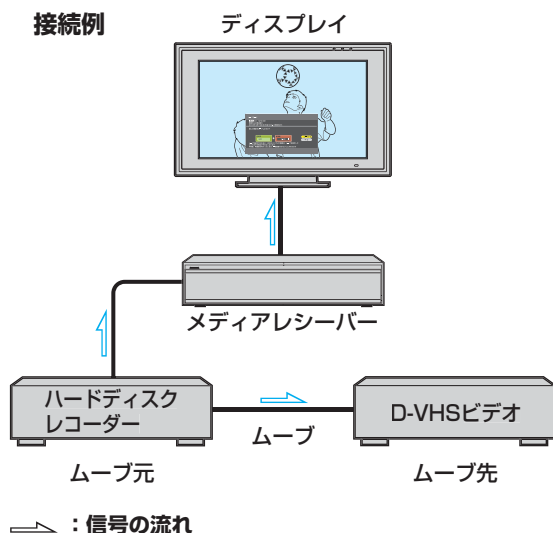 接続例
ディスプレイ
メディアレシーバー
ハードディスク
レコーダー
ムーブ
D-VHSビデオ
ムーブ元
ムーブ先
：信号の流れ